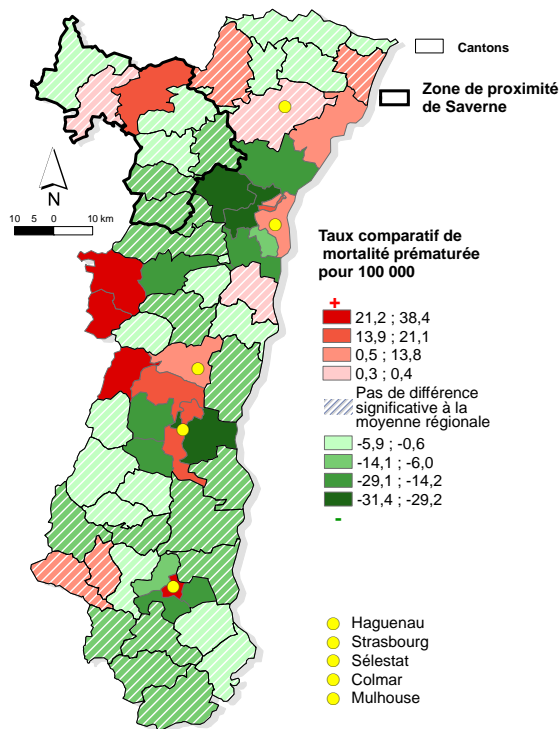 Cantons
Zone de proximité
de Saverne
N
10 5 0 10 km
Taux comparatif de
mortalité prématurée
pour 100 000
+
21,2 ; 38,4
13,9 ; 21,1
0,5 ; 13,8
0,3 ; 0,4
Pas de différence
significative à la
moyenne régionale
-5,9 ; -0,6
-14,1 ; -6,0
-29,1 ; -14,2
-31,4 ; -29,2
-
Haguenau
Strasbourg
Sélestat
Colmar
Mulhouse